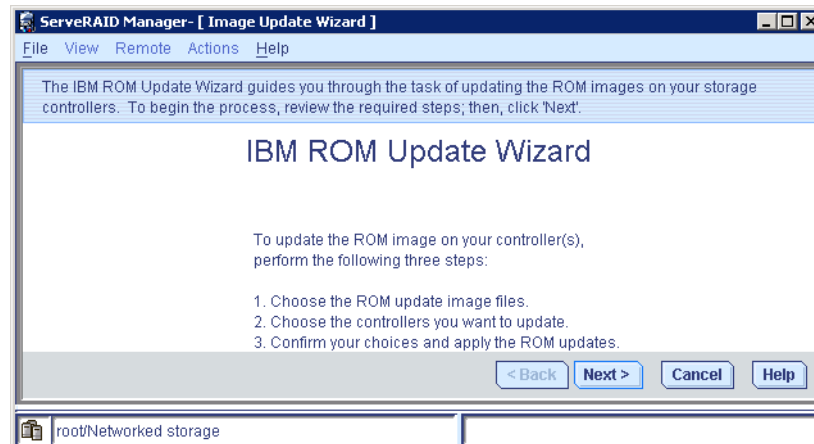 ServeRAID Manager- [ Image Update Wizard ]
File View Remote Actions Help
The IBM ROM Update Wizard guides you through the task of updating the ROM images on your storage
controllers. To begin the process, review the required steps; then, click 'Next'.
IBM ROM Update Wizard
To update the ROM image on your controller(s),
perform the following three steps:
1. Choose the ROM update image files.
2. Choose the controllers you want to update.
3. Confirm your choices and apply the ROM updates.
< Back Next > Cancel Help
root/Networked storage